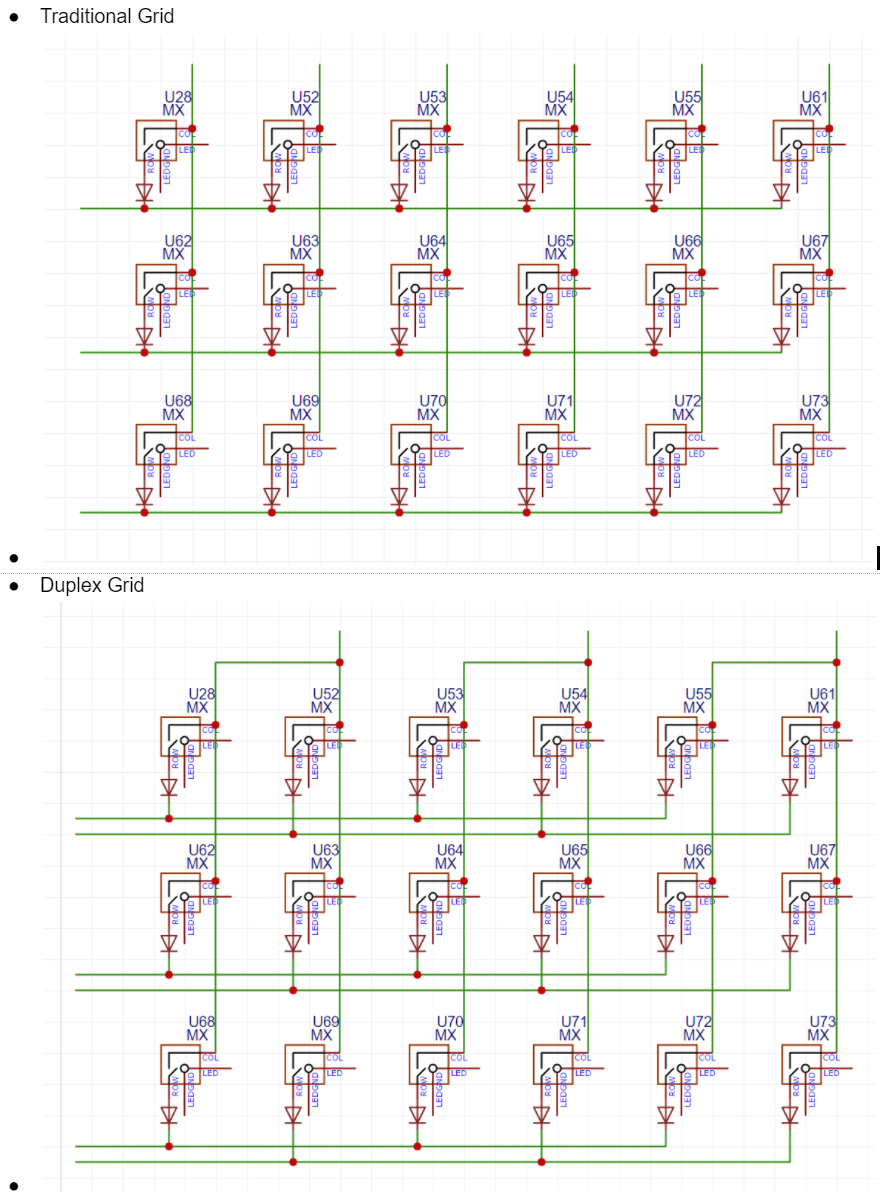 ● Traditional Grid
U28 U52 U53 U54 U55 U61
MX MX MX MX MX MX
COL COL COL COL COL COL
LED LED LED LED LED LED
ROW LEDGND ROW LEDGND ROW LEDGND ROW LEDGND ROW LEDGND ROW LEDGND
U62 U63 U64 U65 U66 U67
MX MX MX MX MX MX
COL COL COL COL COL COL
LED LED LED LED LED LED
ROW LEDGND ROW LEDGND ROW LEDGND ROW LEDGND ROW LEDGND ROW LEDGND
U68 U69 U70 U71 U72 U73
MX MX MX MX MX MX
COL COL COL COL COL COL
LED LED LED LED LED LED
ROW LEDGND ROW LEDGND ROW LEDGND ROW LEDGND ROW LEDGND ROW LEDGND
●
● Duplex Grid
U28 U52 U53 U54 U55 U61
MX MX MX MX MX MX
COL COL COL COL COL COL
LED LED LED LED LED LED
ROW LEDGND ROW LEDGND ROW LEDGND ROW LEDGND ROW LEDGND ROW LEDGND
U62 U63 U64 U65 U66 U67
MX MX MX MX MX MX
COL COL COL COL COL COL
LED LED LED LED LED LED
ROW LEDGND ROW LEDGND ROW LEDGND ROW LEDGND ROW LEDGND ROW LEDGND
U68 U69 U70 U71 U72 U73
MX MX MX MX MX MX
COL COL COL COL COL COL
LED LED LED LED LED LED
ROW LEDGND ROW LEDGND ROW LEDGND ROW LEDGND ROW LEDGND ROW LEDGND
●